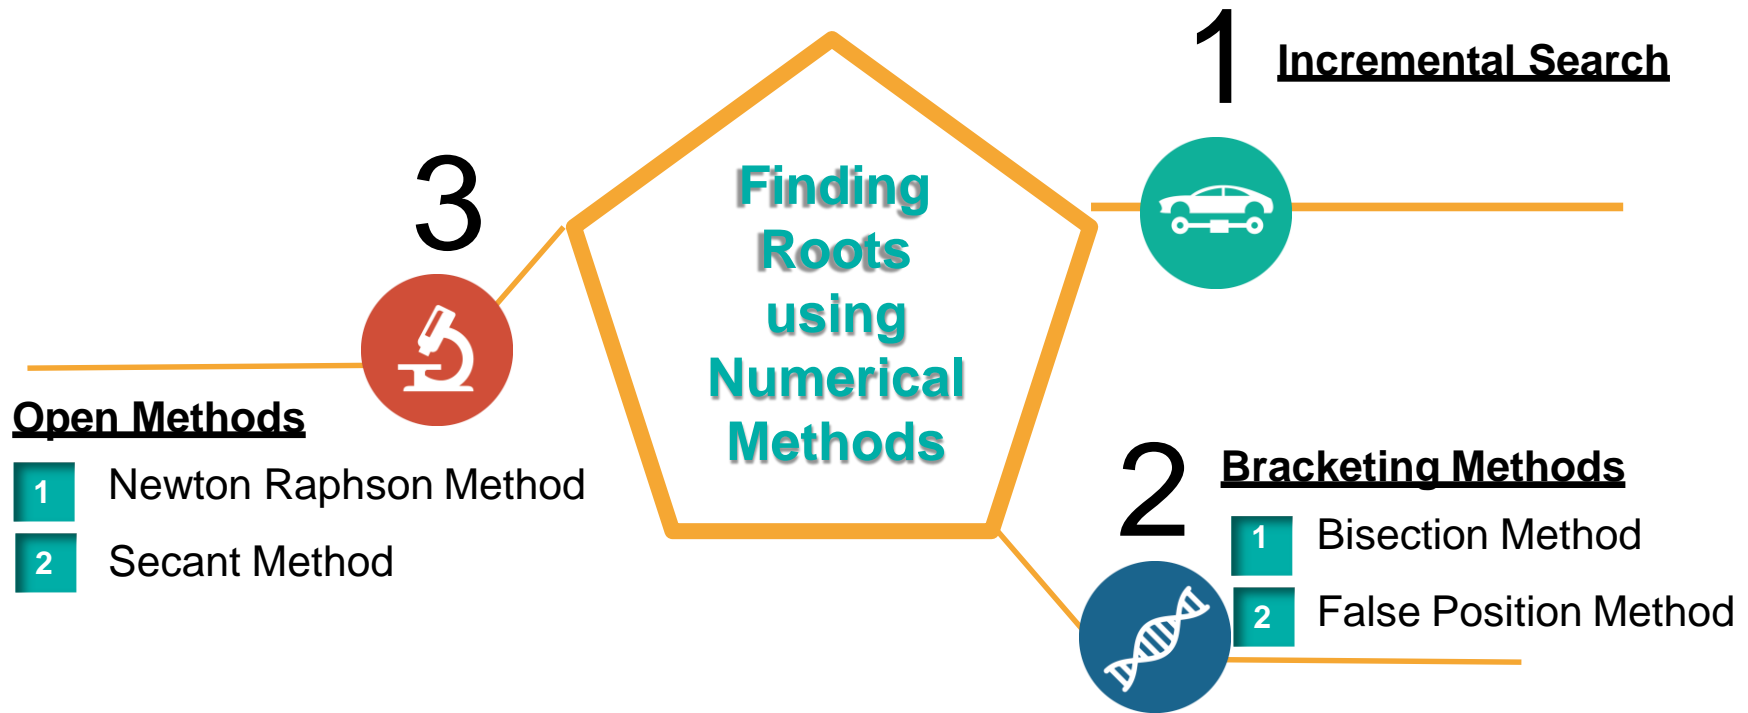 Finding
Roots
using
Numerical
Methods
1
Incremental Search
2
Bracketing Methods
1 Bisection Method
2 False Position Method
3
Open Methods
1 Newton Raphson Method
2 Secant Method